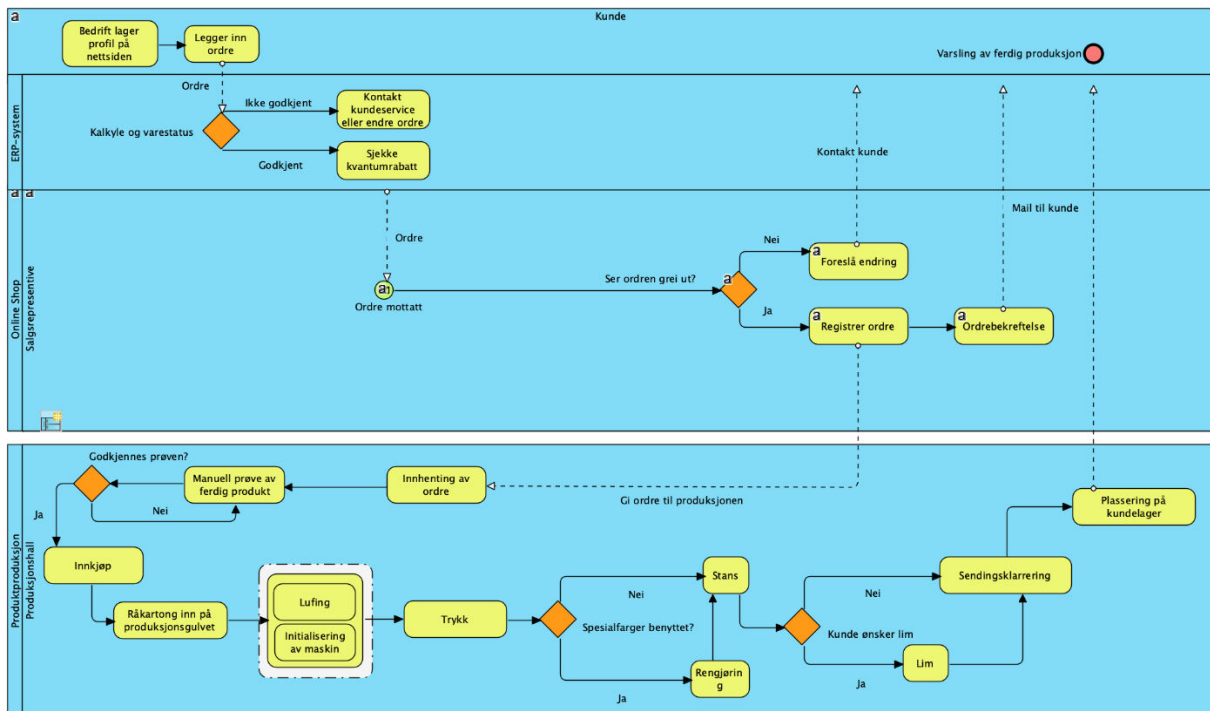 a
Kunde
Bedrift lager
profil på
nettsiden
Legger inn
ordre
Varsling av ferdig produksjon
Ordre
ERP-system
Ikke godkjent
Kontakt
kundeservice
eller endre ordre
Kalkyle og varestatus
Godkjent
Sjekke
kvantumrabatt
Kontakt kunde
a
a
Online Shop
Salgsrepresentive
Mail til kunde
Ordre
Nei
a
Foreslå endring
Ser ordren grei ut?
a
a
Ordre mottatt
Ja
a
Registrer ordre
a
Ordrebekreftelse
Produktproduksjon
Produksjonshall
Godkjennes prøven?
Manuell prøve av
ferdig produkt
Innhenting av
ordre
Gi ordre til produksjonen
Plassering på
kundelager
Nei
Ja
Innkjøp
Råkartong inn på
produksjonsgulvet
Lufing
Initialisering
av maskin
Trykk
Nei
Spesialfarger benyttet?
Ja
Stans
Rengjørin
g
Nei
Kunde ønsker lim
Ja
Lim
Sendingsklarrering